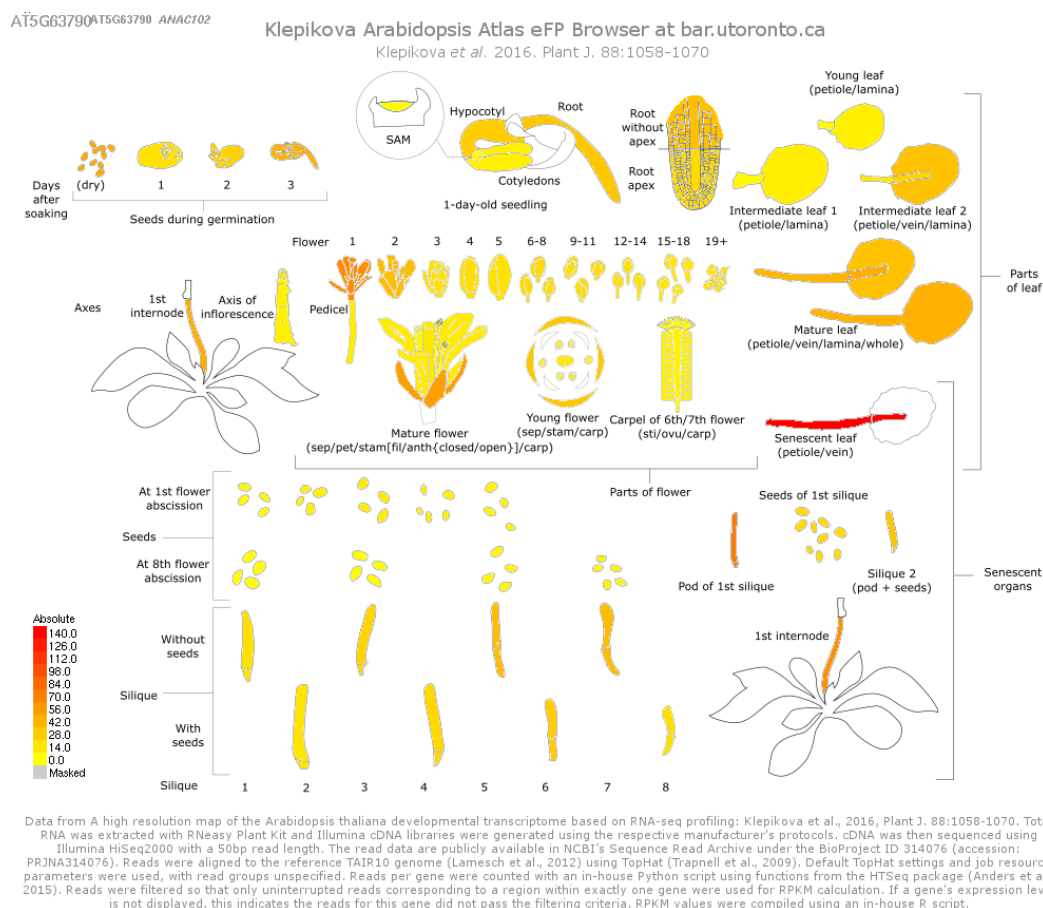 AT5G63790 AT5G63790 ANAC102
Klepikova Arabidopsis Atlas eFP Browser at bar.utoronto.ca
Klepikova et al. 2016. Plant J. 88:1058-1070
Young leaf
(petiole/lamina)
SAM
Hypocotyl
Root
Cotyledons
1-day-old seedling
Root
without
apex
Root
apex
Intermediate leaf 1
(petiole/lamina)
Intermediate leaf 2
(petiole/vein/lamina)
Days
after
soaking
(dry) 1 2 3
Seeds during germination
Flower 1 2 3 4 5 6-8 9-11 12-14 15-18 19+
Parts
of leaf
Axes
1st
internode
Axis of
inflorescence
Pedicel
Mature leaf
(petiole/vein/lamina/whole)
Mature flower
(sep/pet/stam[fil/anth{closed/open}]/carp)
Young flower
(sep/stam/carp)
Carpel of 6th/7th flower
(sti/ovu/carp)
Senescent leaf
(petiole/vein)
Parts of flower
At 1st flower
abscission
Seeds
At 8th flower
abscission
Seeds of 1st silique
Pod of 1st silique
Silique 2
(pod + seeds)
Senescent
organs
Absolute
140.0
126.0
112.0
98.0
84.0
70.0
56.0
42.0
28.0
14.0
0.0
Masked
Without
seeds
Silique
With
seeds
1st internode
Silique 1 2 3 4 5 6 7 8
Data from A high resolution map of the Arabidopsis thaliana developmental transcriptome based on RNA-seq profiling: Klepikova et al., 2016, Plant J. 88:1058-1070. Tot
RNA was extracted with RNeasy Plant Kit and Illumina cDNA libraries were generated using the respective manufacturer's protocols. cDNA was then sequenced using
Illumina HiSeq2000 with a 50bp read length. The read data are publicly available in NCBI's Sequence Read Archive under the BioProject ID 314076 (accession:
PRJNA314076). Reads were aligned to the reference TAIR10 genome (Lamesch et al., 2012) using TopHat (Trapnell et al., 2009). Default TopHat settings and job resourc
parameters were used, with read groups unspecified. Reads per gene were counted with an in-house Python script using functions from the HTSeq package (Anders et a
2015). Reads were filtered so that only uninterrupted reads corresponding to a region within exactly one gene were used for RPKM calculation. If a gene's expression lev
is not displayed, this indicates the reads for this gene did not pass the filtering criteria. RPKM values were compiled using an in-house R script.